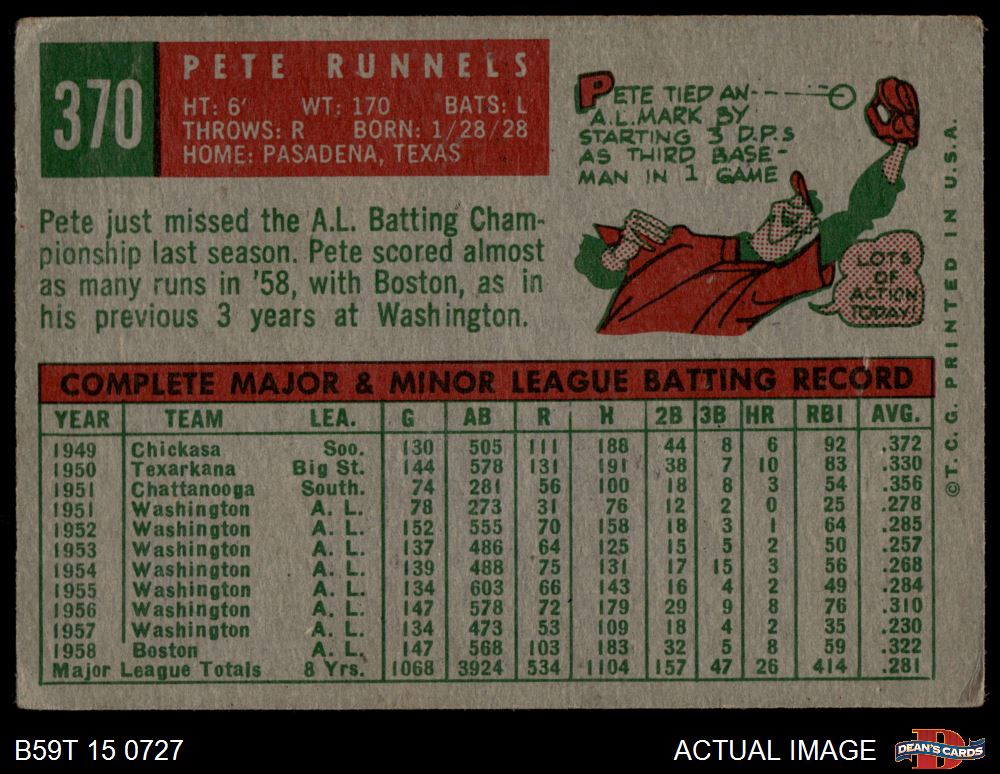 370
PETE RUNNELS
HT: 6' WT: 170 BATS: L
THROWS: R BORN: 1/28/28
HOME: PASADENA, TEXAS
PETE TIED AN
A.L. MARK BY
STARTING 3 D.P.s
AS THIRD BASE-
MAN IN 1 GAME
LOTS
OF
ACTION
TODAY!
Pete just missed the A.L. Batting Cham-
pionship last season. Pete scored almost
as many runs in '58, with Boston, as in
his previous 3 years at Washington.
COMPLETE MAJOR & MINOR LEAGUE BATTING RECORD
YEAR TEAM LEA. G AB R H 2B 3B HR RBI AVG.
1949 Chickasa Soo. 130 505 111 188 44 8 6 92 .372
1950 Texarkana Big St. 144 578 131 191 38 7 10 83 .330
1951 Chattanooga South. 74 281 56 100 18 8 3 54 .356
1951 Washington A. L. 78 273 31 76 12 2 0 25 .278
1952 Washington A. L. 152 555 70 158 18 3 1 64 .285
1953 Washington A. L. 137 486 64 125 15 5 2 50 .257
1954 Washington A. L. 139 488 75 131 17 15 3 56 .268
1955 Washington A. L. 134 603 66 143 16 4 2 49 .284
1956 Washington A. L. 147 578 72 179 29 9 8 76 .310
1957 Washington A. L. 134 473 53 109 18 4 2 35 .230
1958 Boston A. L. 147 568 103 183 32 5 8 59 .322
Major League Totals 8 Yrs. 1068 3924 534 1104 157 47 26 414 .281
© T. C. G. PRINTED IN U.S.A.
B59T 15 0727
ACTUAL IMAGE
DEAN'S CARDS